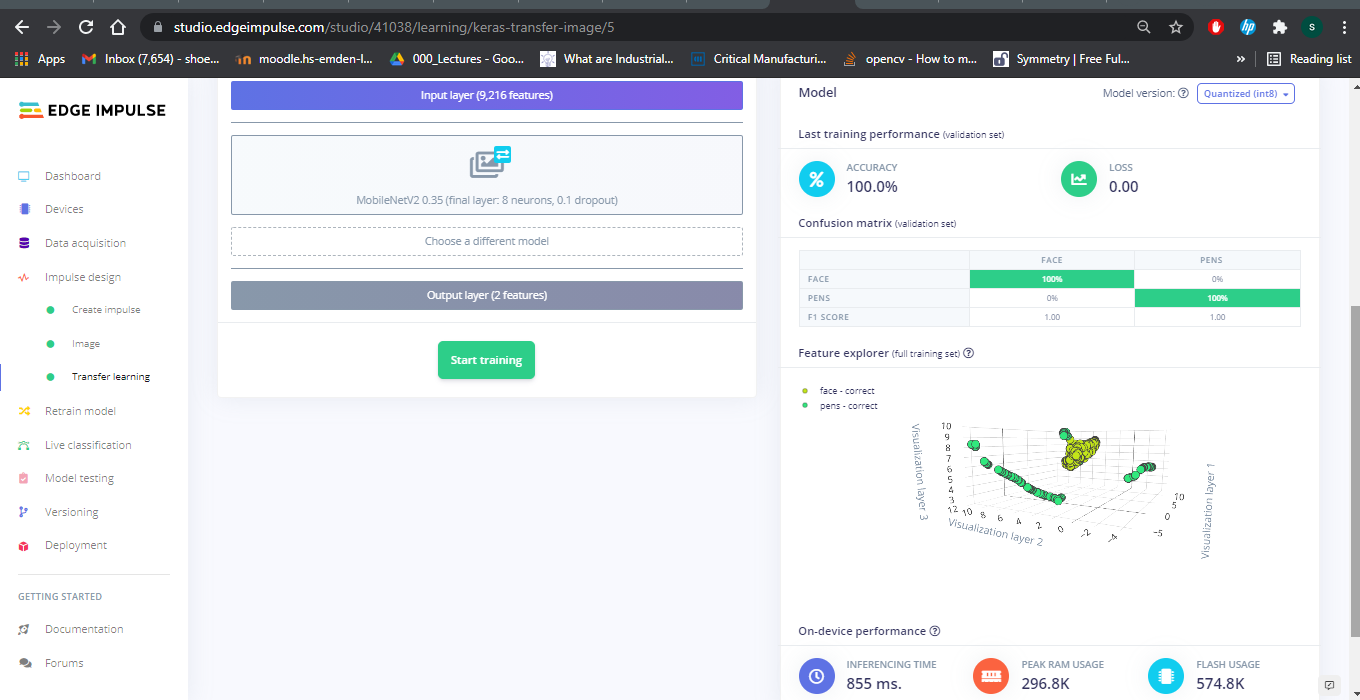 studio.edgeimpulse.com/studio/41038/learning/keras-transfer-image/5
S
Apps
Inbox (7,654) - shoe...
moodle.hs-emden-l...
000_Lectures - Goo...
What are Industrial...
Critical Manufacturi...
opencv - How to m...
Symmetry | Free Ful...
»
Reading list
EDGE IMPULSE
Dashboard
Devices
Data acquisition
Impulse design
Create impulse
Image
Transfer learning
Retrain model
Live classification
Model testing
Versioning
Deployment
GETTING STARTED
Documentation
Forums
Input layer (9,216 features)
MobileNetV2 0.35 (final layer: 8 neurons, 0.1 dropout)
Choose a different model
Output layer (2 features)
Start training
Model
Model version: ? Quantized (int8)
Last training performance (validation set)
% ACCURACY
100.0%
LOSS
0.00
Confusion matrix (validation set)
FACE PENS
FACE 100% 0%
PENS 0% 100%
F1 SCORE 1.00 1.00
Feature explorer (full training set) ?
face - correct
pens - correct
Visualization layer 3
10
9
8
7
6
5
4
3
12 10 8 6 4 2 0 -2 -4
Visualization layer 2
10
5
0
-5
Visualization layer 1
On-device performance ?
INFERENCING TIME
855 ms.
PEAK RAM USAGE
296.8K
FLASH USAGE
574.8K